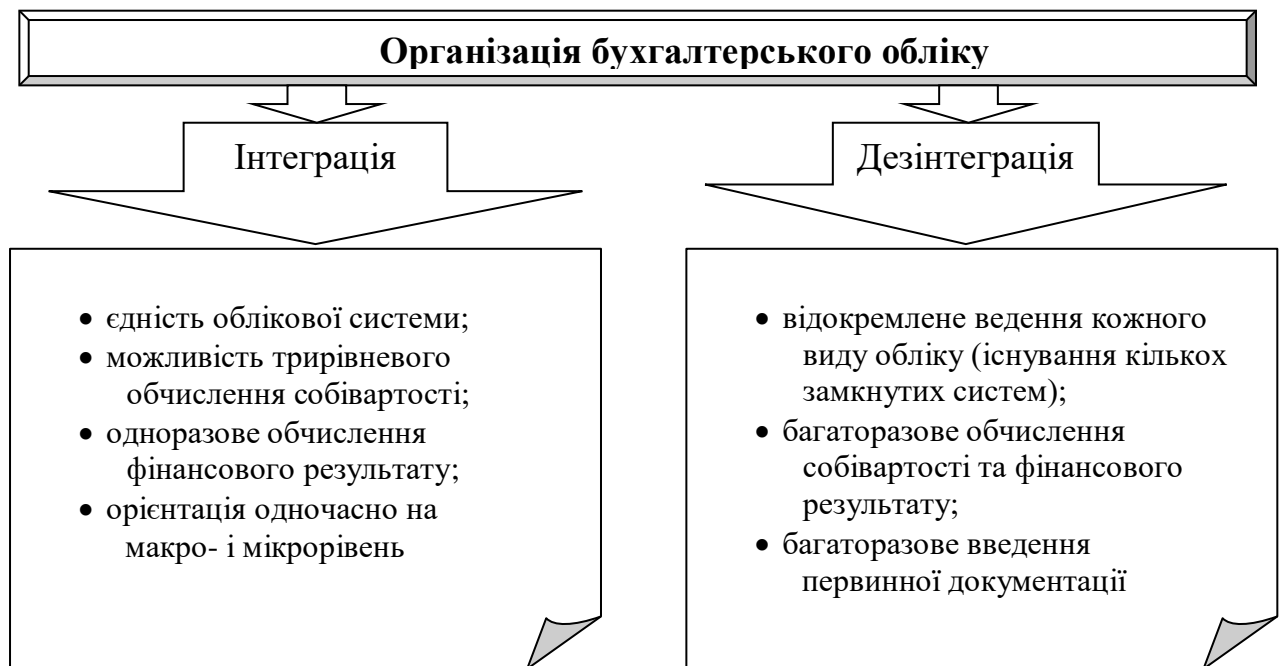 Організація бухгалтерського обліку
Інтеграція
• єдність облікової системи;
• можливість трирівневого
обчислення собівартості;
• одноразове обчислення
фінансового результату;
• орієнтація одночасно на
макро- і мікрорівень
Дезінтеграція
• відокремлене ведення кожного
виду обліку (існування кількох
замкнутих систем);
• багаторазове обчислення
собівартості та фінансового
результату;
• багаторазове введення
первинної документації